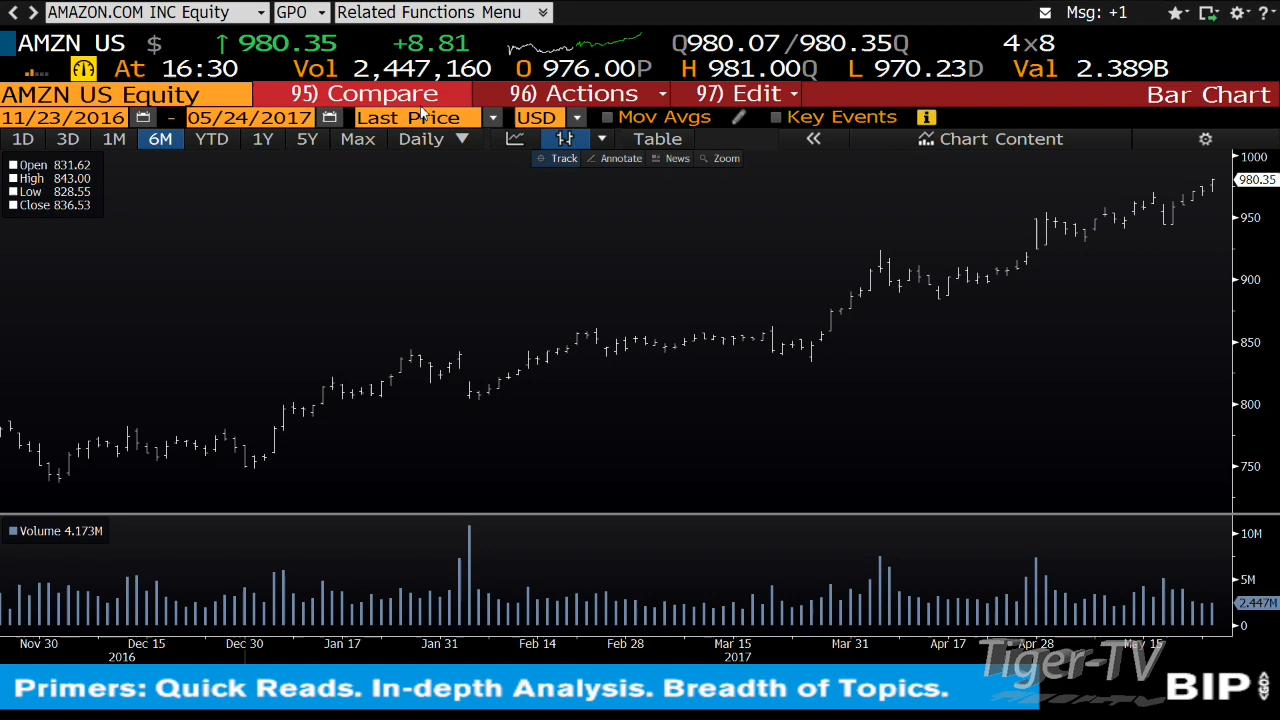 AMAZON.COM INC Equity GPO Related Functions Menu Msg: +1 ?
AMZN US $ ↑ 980.35 +8.81 Q980.07 /980.35Q 4x8
At 16:30 Vol 2,447,160 O 976.00P H 981.00Q L 970.23D Val 2.389B
AMZN US Equity 95) Compare 96) Actions 97) Edit Bar Chart
11/23/2016 - 05/24/2017 Last Price USD Mov Avgs Key Events i
1D 3D 1M 6M YTD 1Y 5Y Max Daily ▼ Table « Chart Content
Track Annotate News Zoom
Open 831.62
High 843.00
Low 828.55
Close 836.53
1000
980.35
950
900
850
800
750
Volume 4.173M
10M
5M
2.447M
0
Nov 30 Dec 15 Dec 30 Jan 17 Jan 31 Feb 14 Feb 28 Mar 15 Mar 31 Apr 17 Apr 28 May 15
2016 2017
Tiger-TV
Primers: Quick Reads. In-depth Analysis. Breadth of Topics. BIP GO